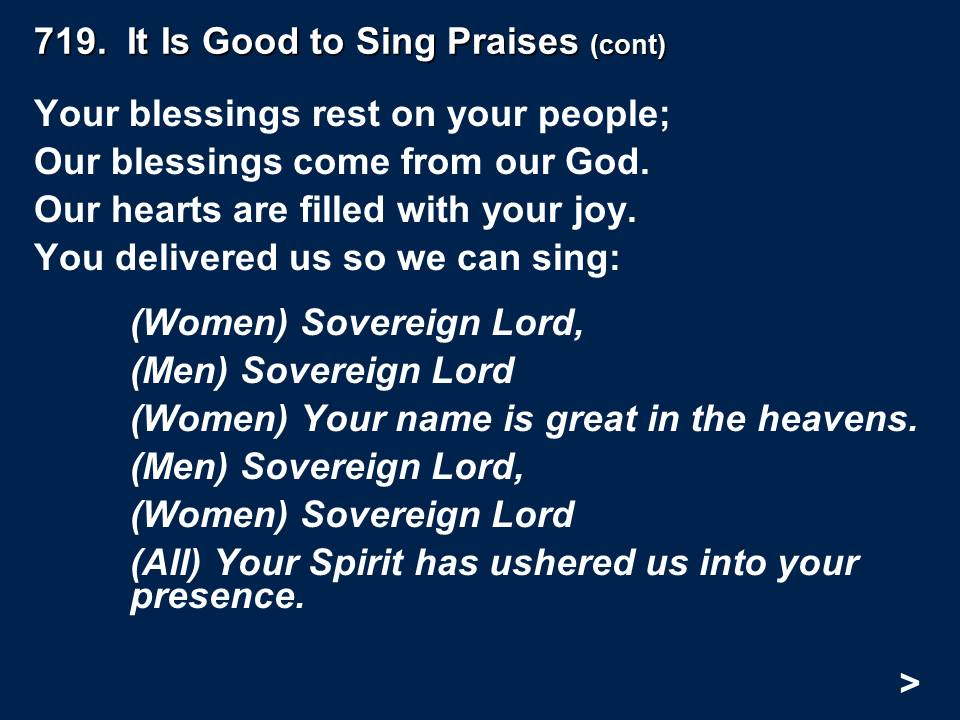 719.  It Is Good to Sing Praises (cont)
Your blessings rest on your people;
Our blessings come from our God.
Our hearts are filled with your joy.
You delivered us so we can sing:
(Women) Sovereign Lord,
(Men) Sovereign Lord
(Women) Your name is great in the heavens.
(Men) Sovereign Lord,
(Women) Sovereign Lord
(All) Your Spirit has ushered us into your
presence.
>